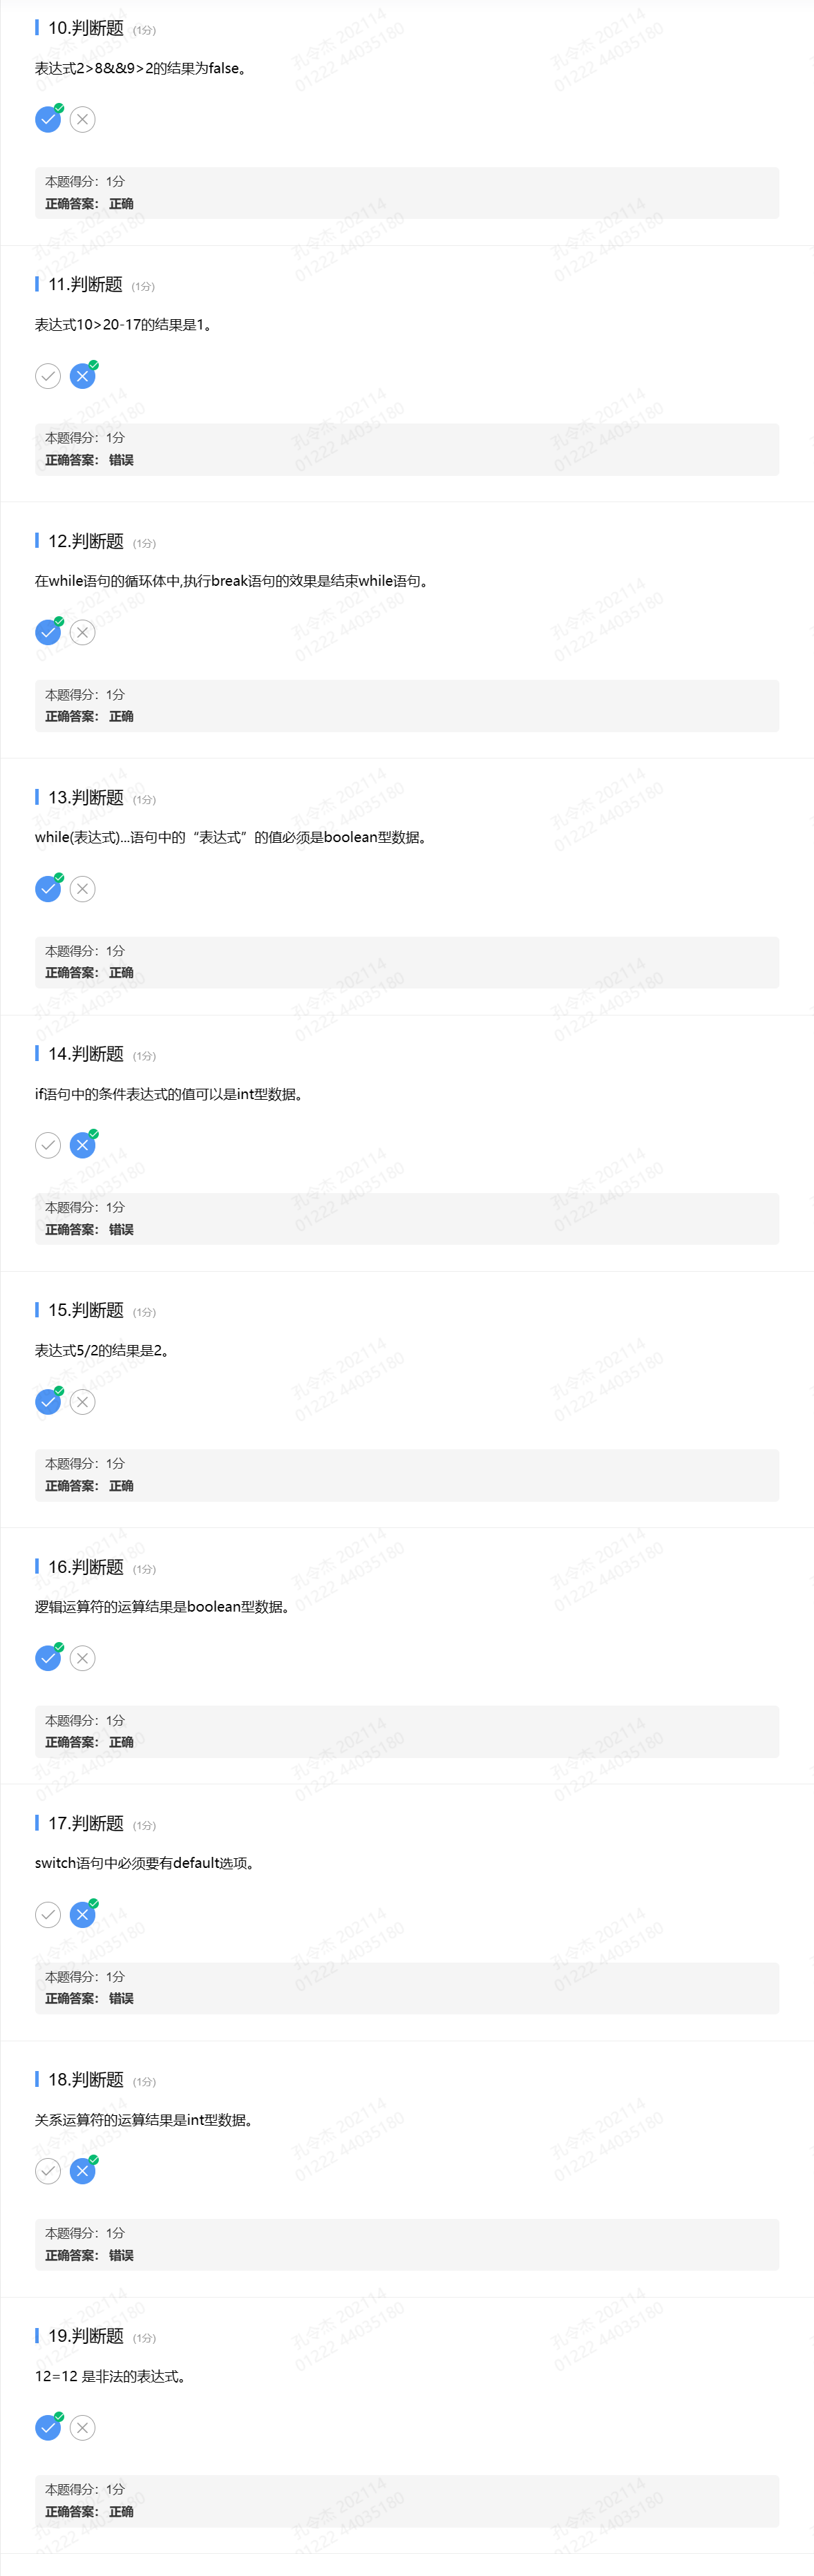 10.判断题 (1分)
表达式2>8&&9>2的结果为false。
本题得分：1分
正确答案： 正确
11.判断题 (1分)
表达式10>20-17的结果是1。
本题得分：1分
正确答案： 错误
12.判断题 (1分)
在while语句的循环体中,执行break语句的效果是结束while语句。
本题得分：1分
正确答案： 正确
13.判断题 (1分)
while(表达式)...语句中的“表达式”的值必须是boolean型数据。
本题得分：1分
正确答案： 正确
14.判断题 (1分)
if语句中的条件表达式的值可以是int型数据。
本题得分：1分
正确答案： 错误
15.判断题 (1分)
表达式5/2的结果是2。
本题得分：1分
正确答案： 正确
16.判断题 (1分)
逻辑运算符的运算结果是boolean型数据。
本题得分：1分
正确答案： 正确
17.判断题 (1分)
switch语句中必须要有default选项。
本题得分：1分
正确答案： 错误
18.判断题 (1分)
关系运算符的运算结果是int型数据。
本题得分：1分
正确答案： 错误
19.判断题 (1分)
12=12 是非法的表达式。
本题得分：1分
正确答案： 正确
孔令杰 202114
01222 44035180